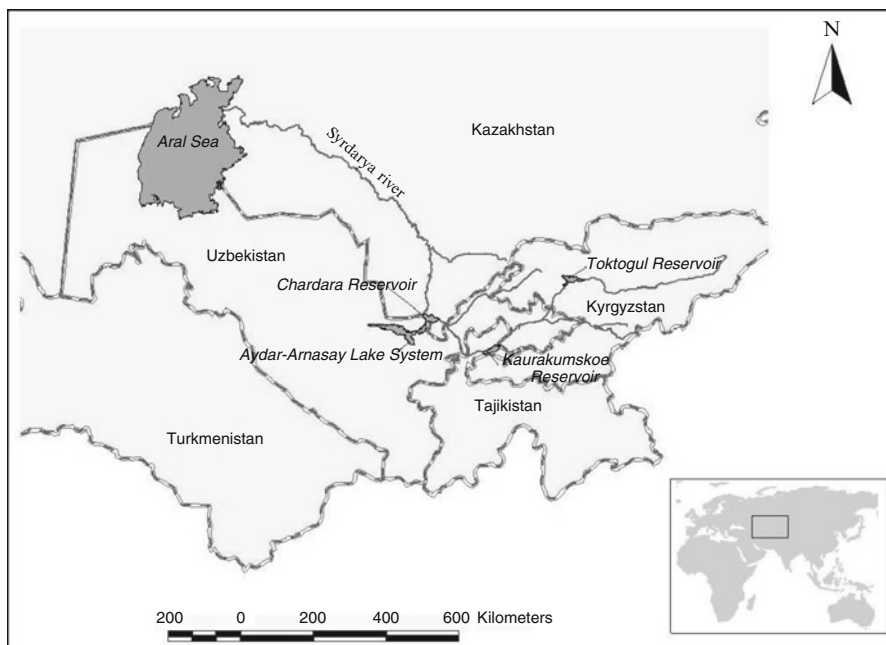 N
Kazakhstan
Aral Sea
Syrdarya river
Uzbekistan
Toktogul Reservoir
Chardara Reservoir
Kyrgyzstan
Aydar-Arnasay Lake System
Kaurakumskoe
Reservoir
Tajikistan
Turkmenistan
200 0 200 400 600 Kilometers